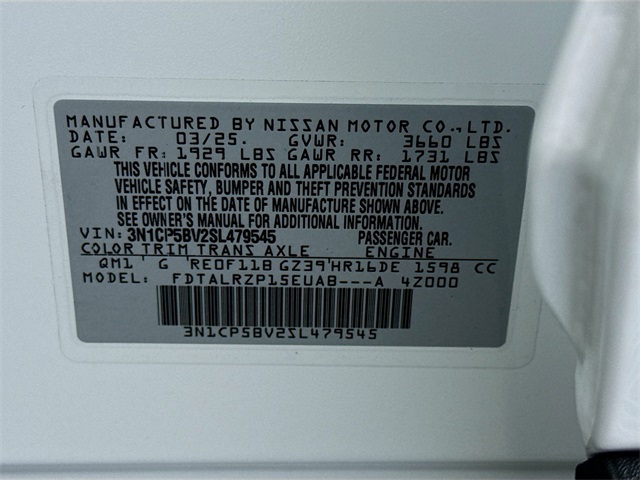 MANUFACTURED BY NISSAN MOTOR CO., LTD.
DATE: 03/25. GVWR: 3660 LBS
GAWR FR: 1929 LBS GAWR RR: 1731 LBS
THIS VEHICLE CONFORMS TO ALL APPLICABLE FEDERAL MOTOR
VEHICLE SAFETY, BUMPER AND THEFT PREVENTION STANDARDS
IN EFFECT ON THE DATE OF MANUFACTURE SHOWN ABOVE.
SEE OWNER'S MANUAL FOR ADDITIONAL INFORMATION.
VIN: 3N1CP5BV2SL479545 PASSENGER CAR.
COLOR TRIM TRANS AXLE ENGINE
QM1 ' G 'RE0F11B GZ39'HR16DE 1598 CC
MODEL: FDTALRZP15EUAB---A 4Z000
3N1CP5BV2SL479545